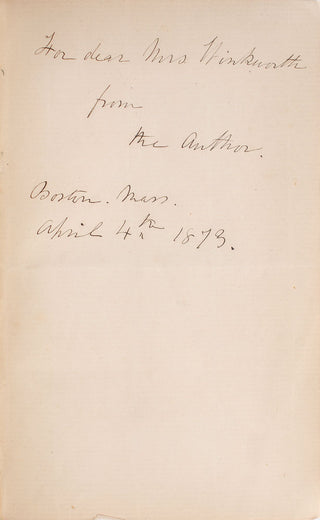 For dear Mrs Winkworth
from
the Author.
Boston. Mass.
April 4th 1873.